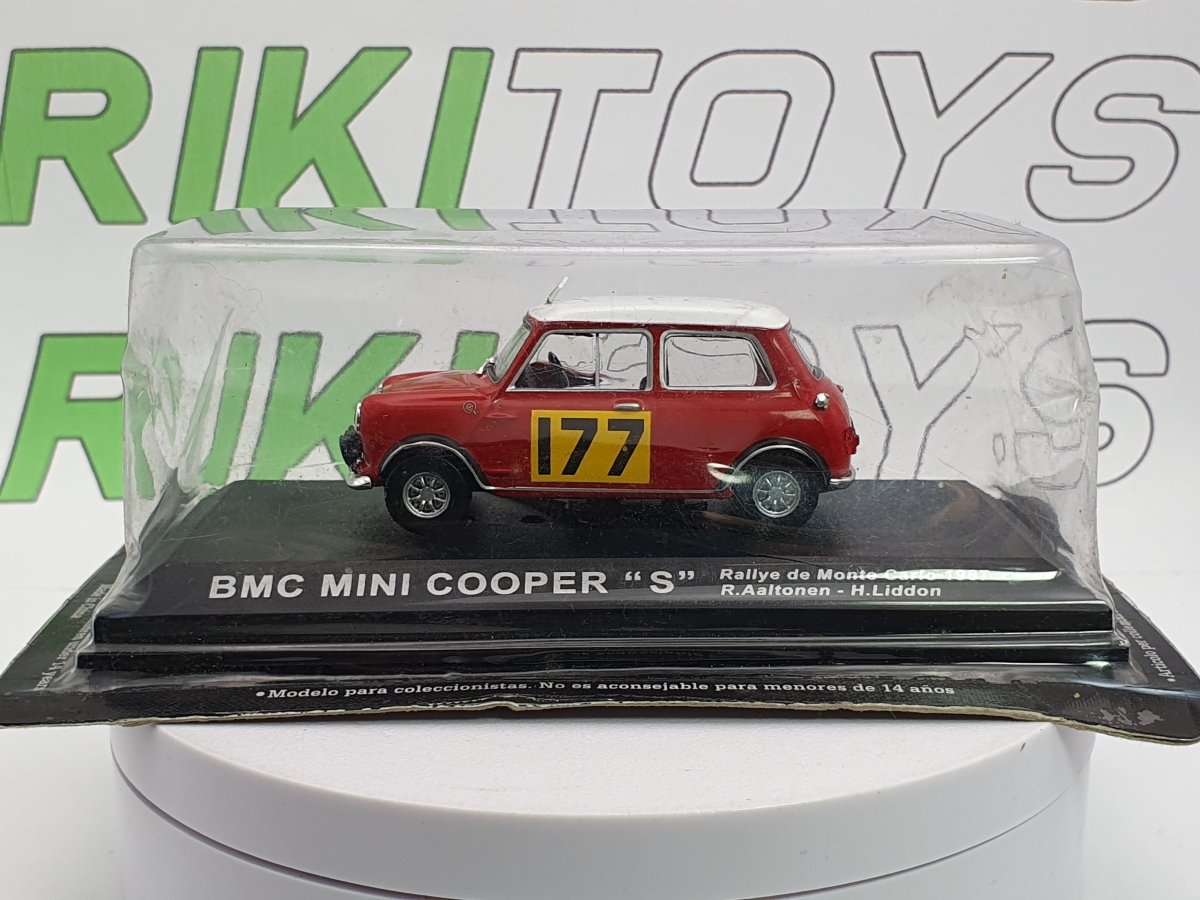 RIKITOYS
RIKITOYS
177
BMC MINI COOPER “S”
Rallye de Monte Carlo 1967
R.Aaltonen - H.Liddon
•Modelo para coleccionistas. No es aconsejable para menores de 14 años